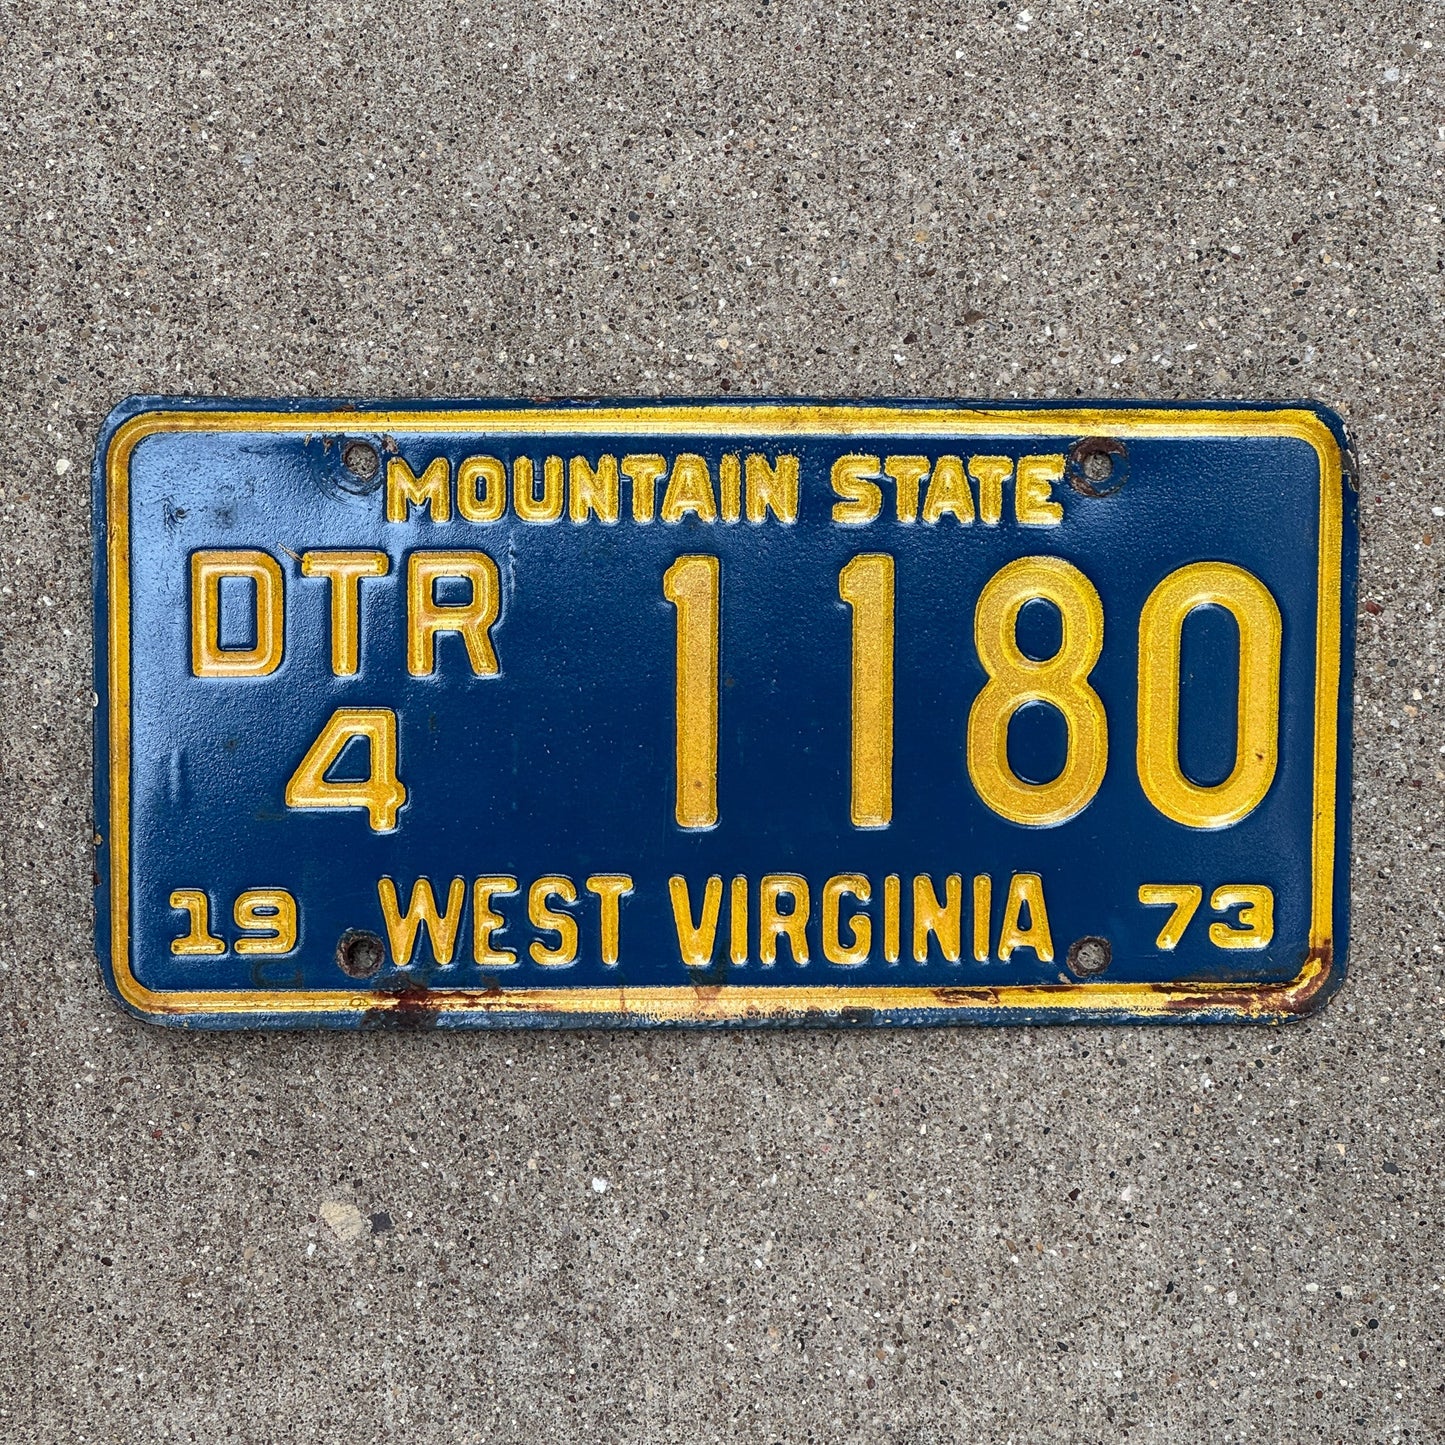 MOUNTAIN STATE
DTR 1180
4
19 WEST VIRGINIA 73